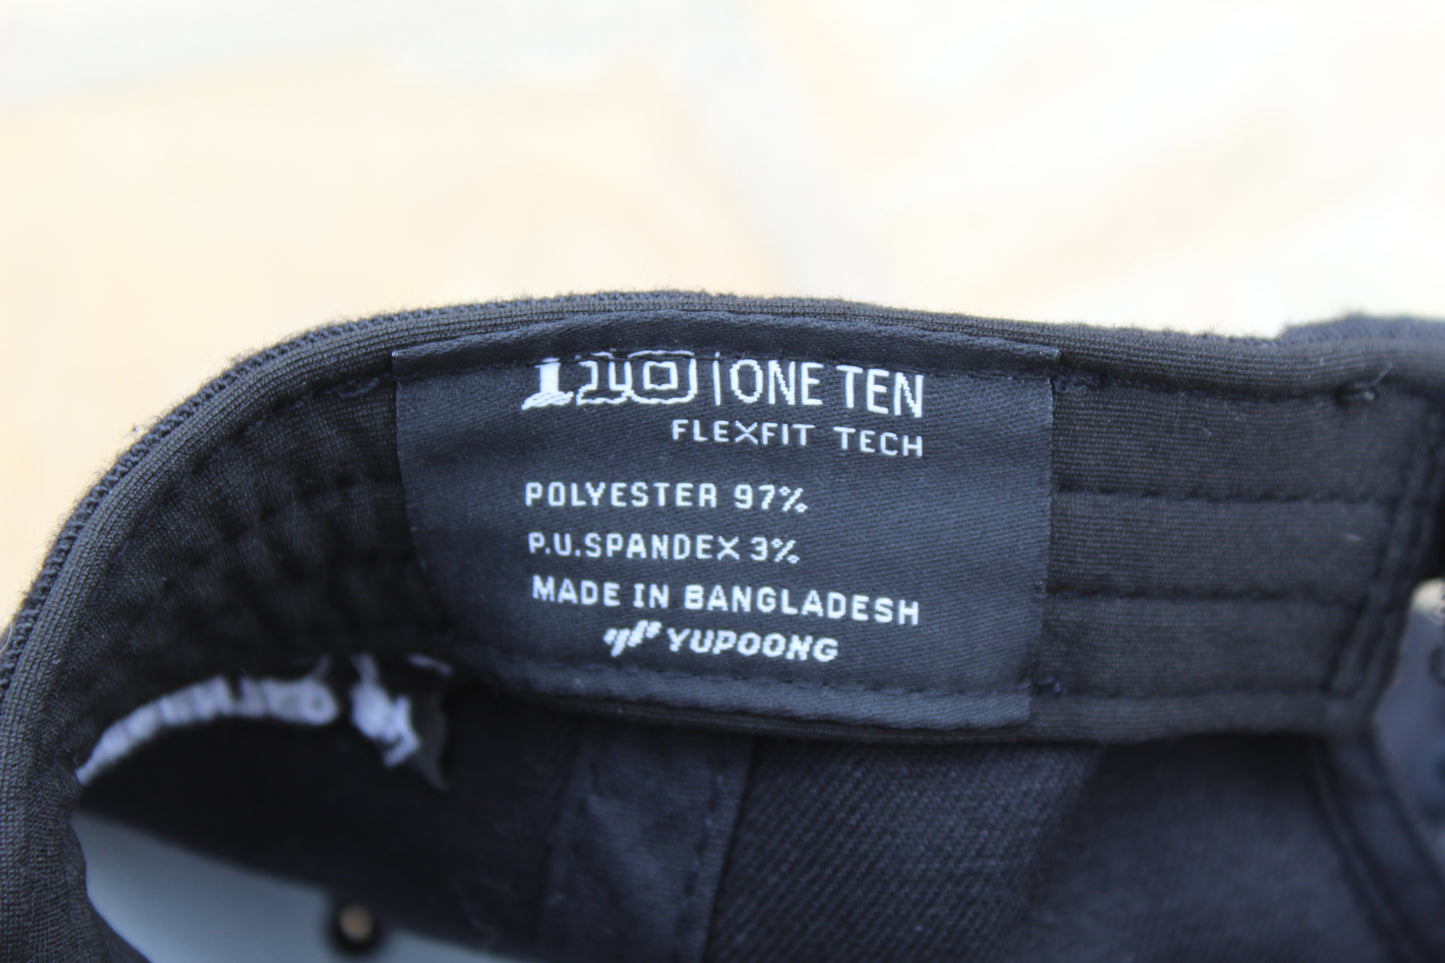 110 | ONE TEN
FLEXFIT TECH
POLYESTER 97%
P.U.SPANDEX 3%
MADE IN BANGLADESH
YUPOONG